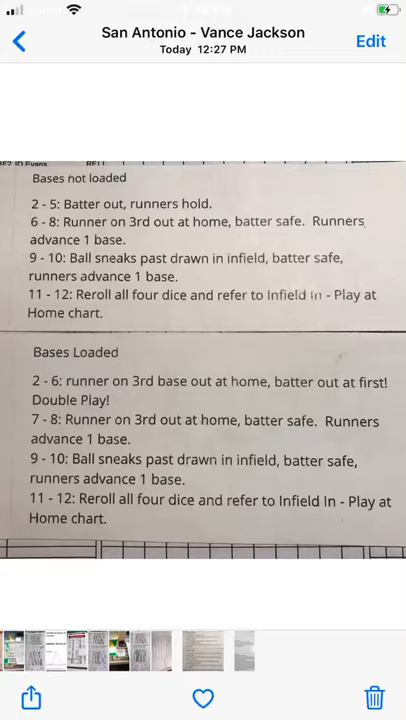 San Antonio - Vance Jackson
Today 12:27 PM
Edit
Bases not loaded
2 - 5: Batter out, runners hold.
6 - 8: Runner on 3rd out at home, batter safe. Runners
advance 1 base.
9 - 10: Ball sneaks past drawn in infield, batter safe,
runners advance 1 base.
11 - 12: Reroll all four dice and refer to Infield In - Play at
Home chart.
Bases Loaded
2 - 6: runner on 3rd base out at home, batter out at first!
Double Play!
7 - 8: Runner on 3rd out at home, batter safe. Runners
advance 1 base.
9 - 10: Ball sneaks past drawn in infield, batter safe,
runners advance 1 base.
11 - 12: Reroll all four dice and refer to Infield In - Play at
Home chart.